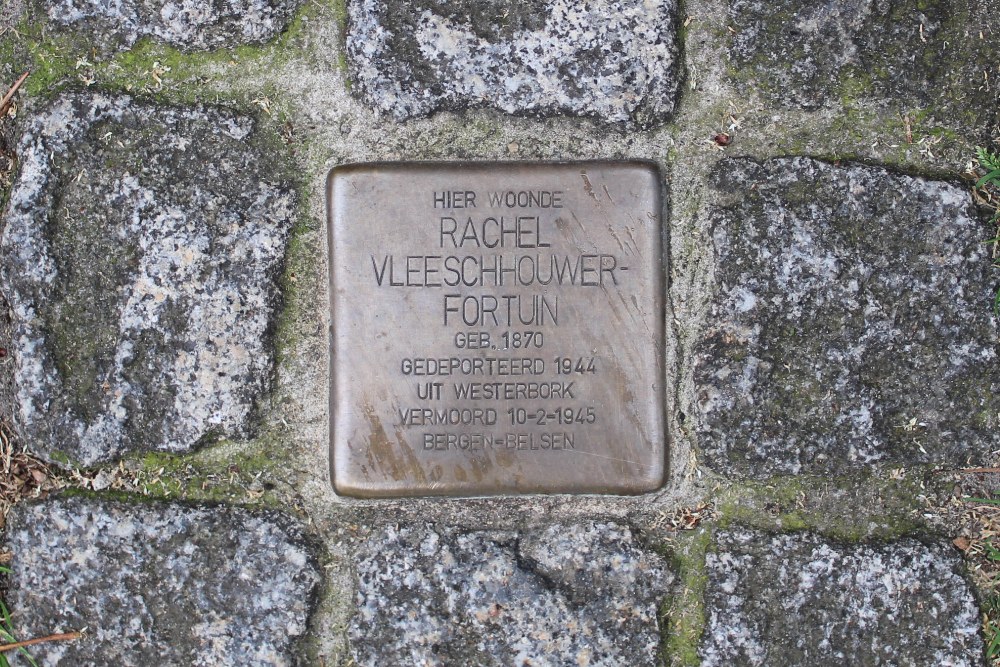 HIER WOONDE
RACHEL
VLEESCHHOUWER-
FORTUIN
GEB. 1870
GEDEPORTEERD 1944
UIT WESTERBORK
VERMOORD 10-2-1945
BERGEN-BELSEN